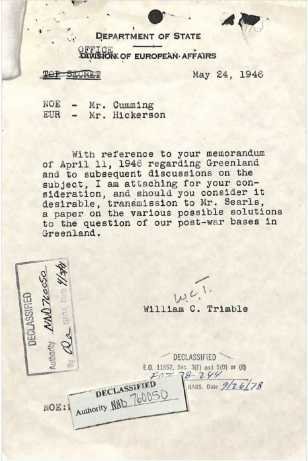 DEPARTMENT OF STATE
OFFICE
DIVISION OF EUROPEAN AFFAIRS
TOP SECRET
May 24, 1946
NOE - Mr. Cumming
EUR - Mr. Hickerson
With reference to your memorandum
of April 11, 1946 regarding Greenland
and to subsequent discussions on the
subject, I am attaching for your con-
sideration, and should you consider it
desirable, transmission to Mr. Searls,
a paper on the various possible solutions
to the question of our post-war bases in
Greenland.
W.C.T.
William C. Trimble
DECLASSIFIED
Authority NND760050
By
DECLASSIFIED
E.O. 11652, Sec. 3(E) and 5(D) or (E)
NARS, Date 9/26/78
DECLASSIFIED
Authority NND 760050
NOE: